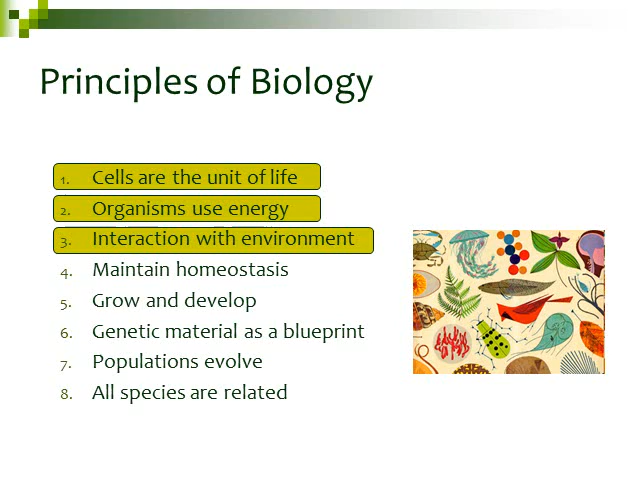 Principles of Biology
1. Cells are the unit of life
2. Organisms use energy
3. Interaction with environment
4. Maintain homeostasis
5. Grow and develop
6. Genetic material as a blueprint
7. Populations evolve
8. All species are related